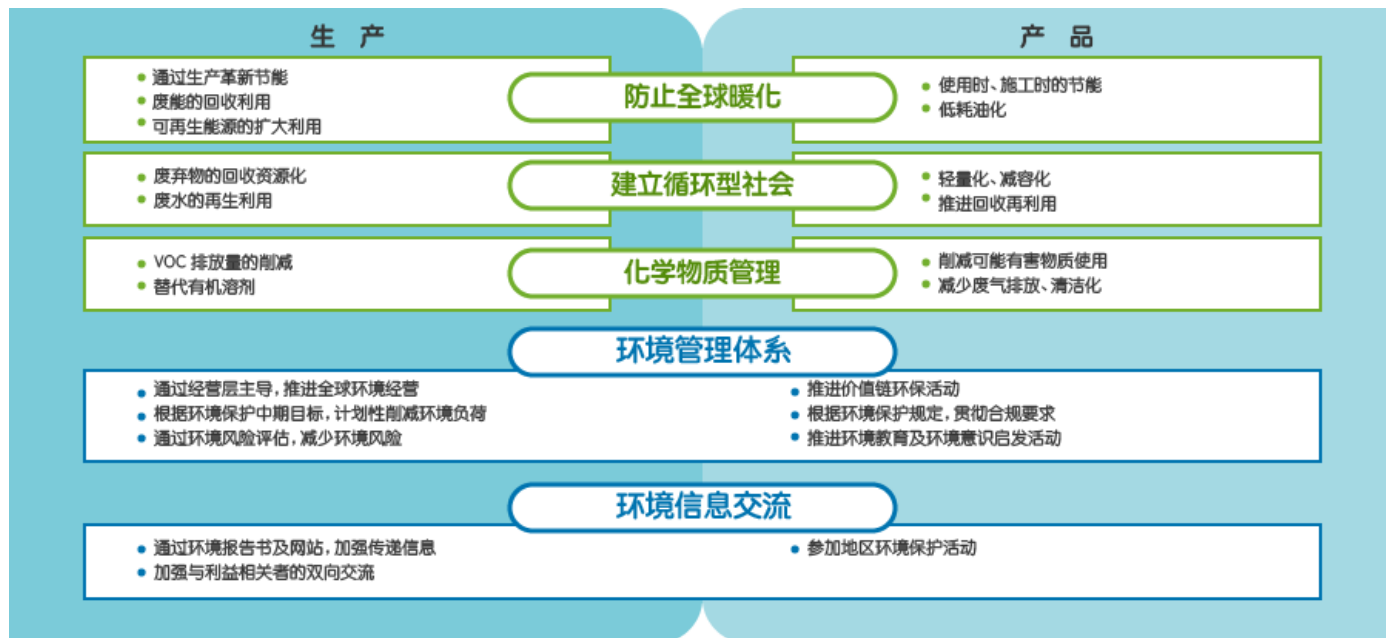 生 产
产 品
防止全球暖化
• 通过生产革新节能
• 废能的回收利用
• 可再生能源的扩大利用
• 使用时、施工时的节能
• 低耗油化
建立循环型社会
• 废弃物的回收资源化
• 废水的再生利用
• 轻量化、减容化
• 推进回收再利用
化学物质管理
• VOC 排放量的削减
• 替代有机溶剂
• 削减可能有害物质使用
• 减少废气排放、清洁化
环境管理体系
• 通过经营层主导，推进全球环境经营
• 根据环境保护中期目标，计划性削减环境负荷
• 通过环境风险评估，减少环境风险
• 推进价值链环保活动
• 根据环境保护规定，贯彻合规要求
• 推进环境教育及环境意识启发活动
环境信息交流
• 通过环境报告书及网站，加强传递信息
• 加强与利益相关者的双向交流
• 参加地区环境保护活动